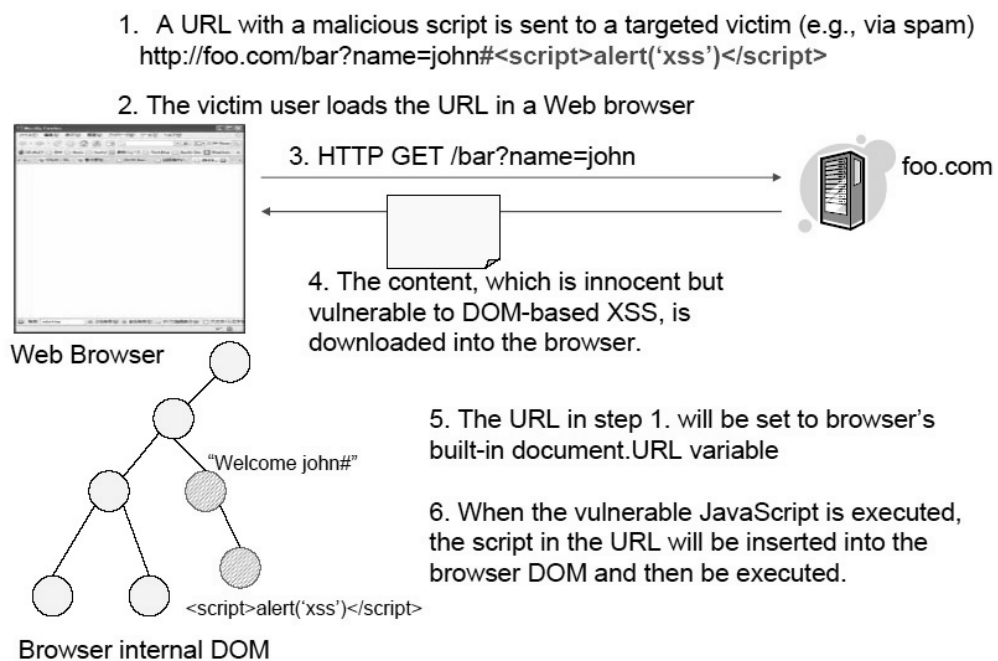 1. A URL with a malicious script is sent to a targeted victim (e.g., via spam)
http://foo.com/bar?name=john#<script>alert(‘xss’)</script>
2. The victim user loads the URL in a Web browser
3. HTTP GET /bar?name=john
foo.com
4. The content, which is innocent but
vulnerable to DOM-based XSS, is
downloaded into the browser.
Web Browser
5. The URL in step 1. will be set to browser’s
built-in document.URL variable
“Welcome john#”
6. When the vulnerable JavaScript is executed,
the script in the URL will be inserted into the
browser DOM and then be executed.
<script>alert(‘xss’)</script>
Browser internal DOM